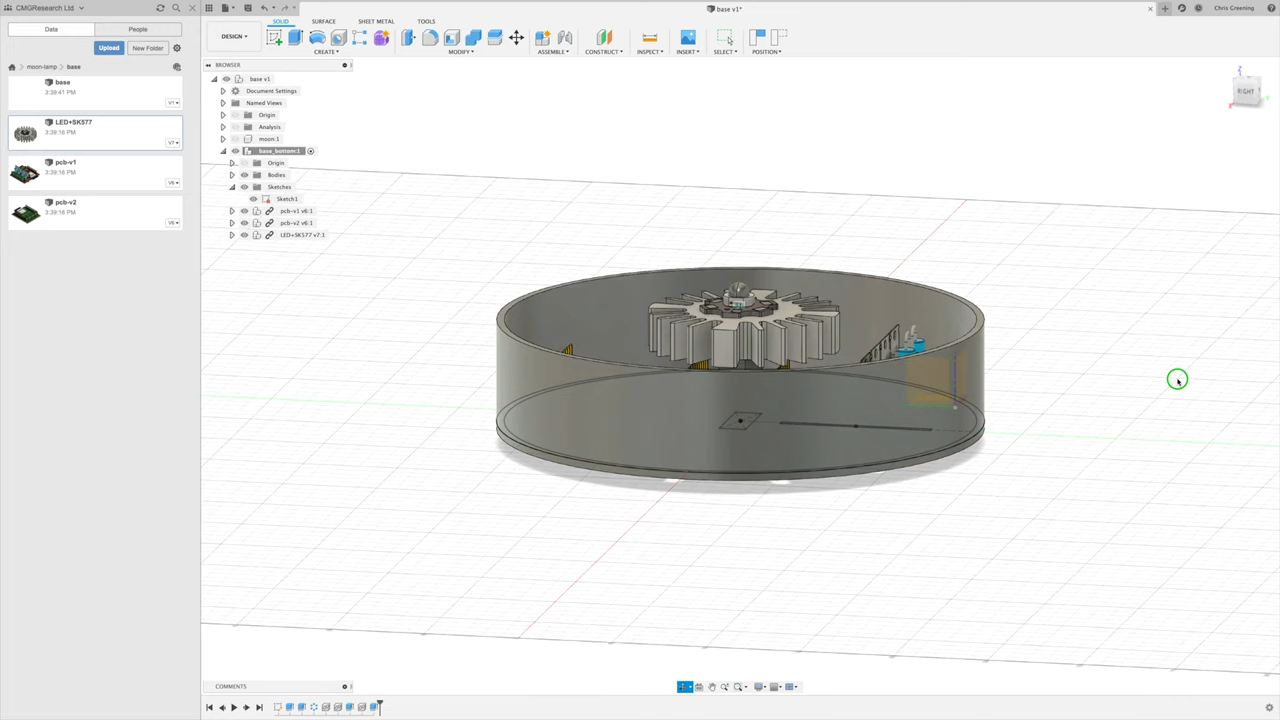 CMGResearch Ltd
base v1*
Chris Greening
Data
People
Upload
New Folder
moon-lamp
base
base
3:39:41 PM
V1
LED+SK577
3:39:16 PM
V7
pcb-v1
3:39:16 PM
V6
pcb-v2
3:39:16 PM
V6
DESIGN
SOLID
SURFACE
SHEET METAL
TOOLS
CREATE
MODIFY
ASSEMBLE
CONSTRUCT
INSPECT
INSERT
SELECT
POSITION
BROWSER
base v1
Document Settings
Named Views
Origin
Analysis
moon:1
base_bottom:1
Origin
Bodies
Sketches
Sketch1
pcb-v1 v6:1
pcb-v2 v6:1
LED+SK577 v7:1
Z
RIGHT
COMMENTS